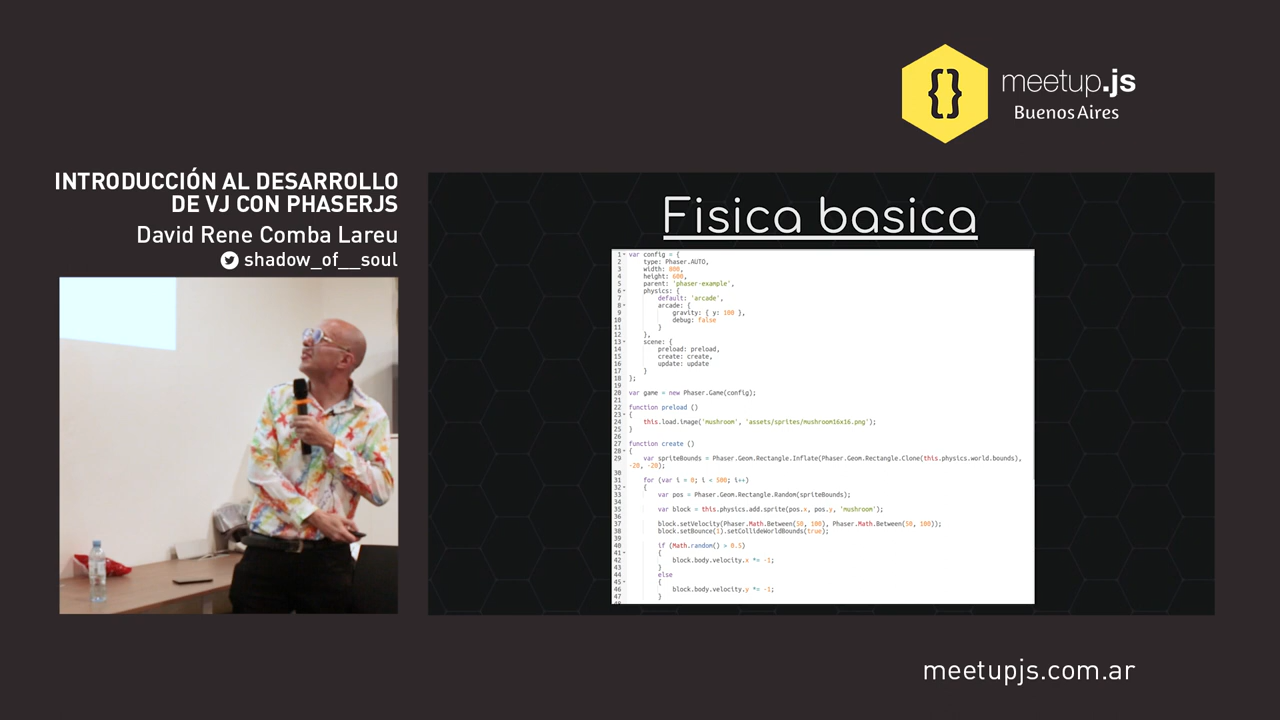 {}
meetup.js
Buenos Aires
INTRODUCCIÓN AL DESARROLLO
DE VJ CON PHASERJS
David Rene Comba Lareu
shadow_of__soul
Fisica basica
1 var config = {
2 type: Phaser.AUTO,
3 width: 800,
4 height: 600,
5 parent: 'phaser-example',
6 physics: {
7 default: 'arcade',
8 arcade: {
9 gravity: { y: 100 },
10 debug: false
11 }
12 },
13 scene: {
14 preload: preload,
15 create: create,
16 update: update
17 }
18 };
19
20 var game = new Phaser.Game(config);
21
22 function preload ()
23 {
24 this.load.image('mushroom', 'assets/sprites/mushroom16x16.png');
25 }
26
27 function create ()
28 {
29 var spriteBounds = Phaser.Geom.Rectangle.Inflate(Phaser.Geom.Rectangle.Clone(this.physics.world.bounds),
-20, -20);
30
31 for (var i = 0; i < 500; i++)
32 {
33 var pos = Phaser.Geom.Rectangle.Random(spriteBounds);
34
35 var block = this.physics.add.sprite(pos.x, pos.y, 'mushroom');
36
37 block.setVelocity(Phaser.Math.Between(50, 100), Phaser.Math.Between(50, 100));
38 block.setBounce(1).setCollideWorldBounds(true);
39
40 if (Math.random() > 0.5)
41 {
42 block.body.velocity.x *= -1;
43 }
44 else
45 {
46 block.body.velocity.y *= -1;
47 }
meetupjs.com.ar